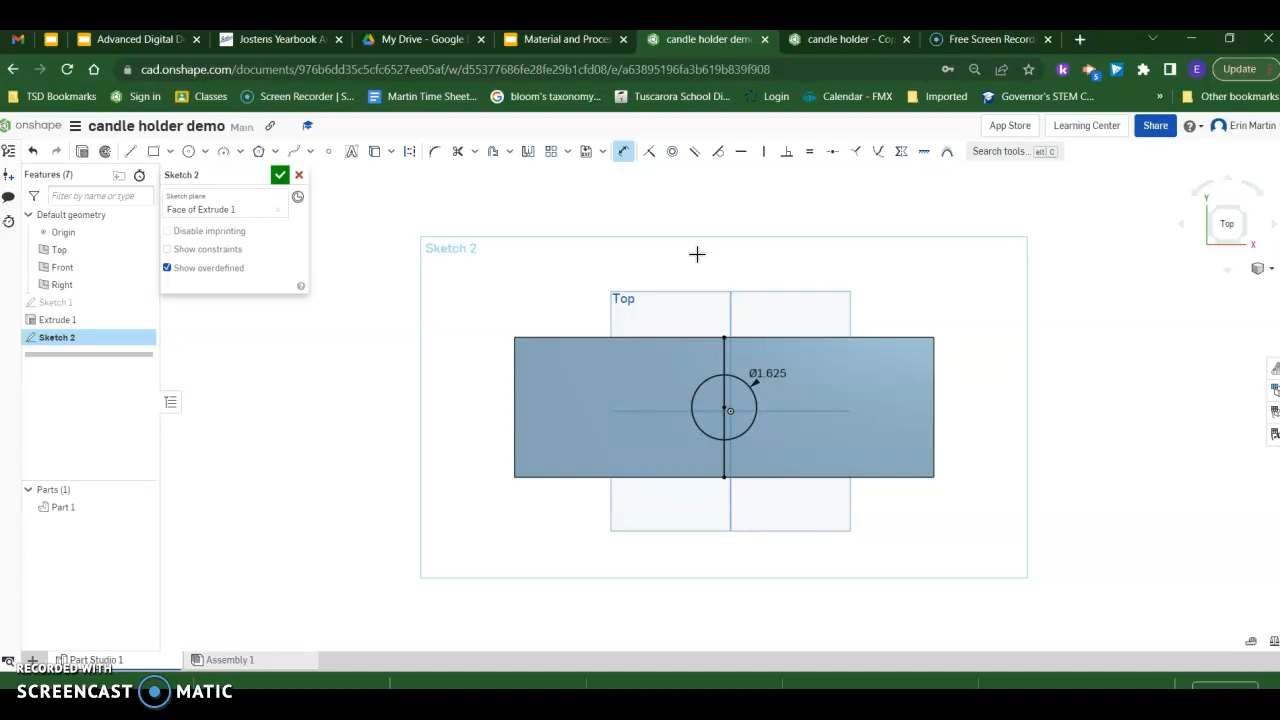 Advanced Digital D
Jostens Yearbook A
My Drive - Google
Material and Proce
candle holder dem
candle holder - Cop
Free Screen Record
cad.onshape.com/documents/976b6dd35c5cfc6527ee05af/w/d55377686fe28fe29b1cfd08/e/a63895196fa3b619b839f908
k
5
E
Update
TSD Bookmarks
Sign in
Classes
Screen Recorder | S...
Martin Time Sheet...
bloom's taxonomy...
Tuscarora School Di...
Login
Calendar - FMX
Imported
Governor's STEM C...
»
Other bookmarks
onshape
candle holder demo
Main
App Store
Learning Center
Share
Erin Martin
Search tools...
alt C
Features (7)
Filter by name or type
Default geometry
Origin
Top
Front
Right
Sketch 1
Extrude 1
Sketch 2
Parts (1)
Part 1
Sketch 2
Sketch plane
Face of Extrude 1
Disable imprinting
Show constraints
Show overdefined
Sketch 2
Top
Ø1.625
Y
Top
X
Part Studio 1
Assembly 1
RECORDED WITH
SCREENCAST MATIC